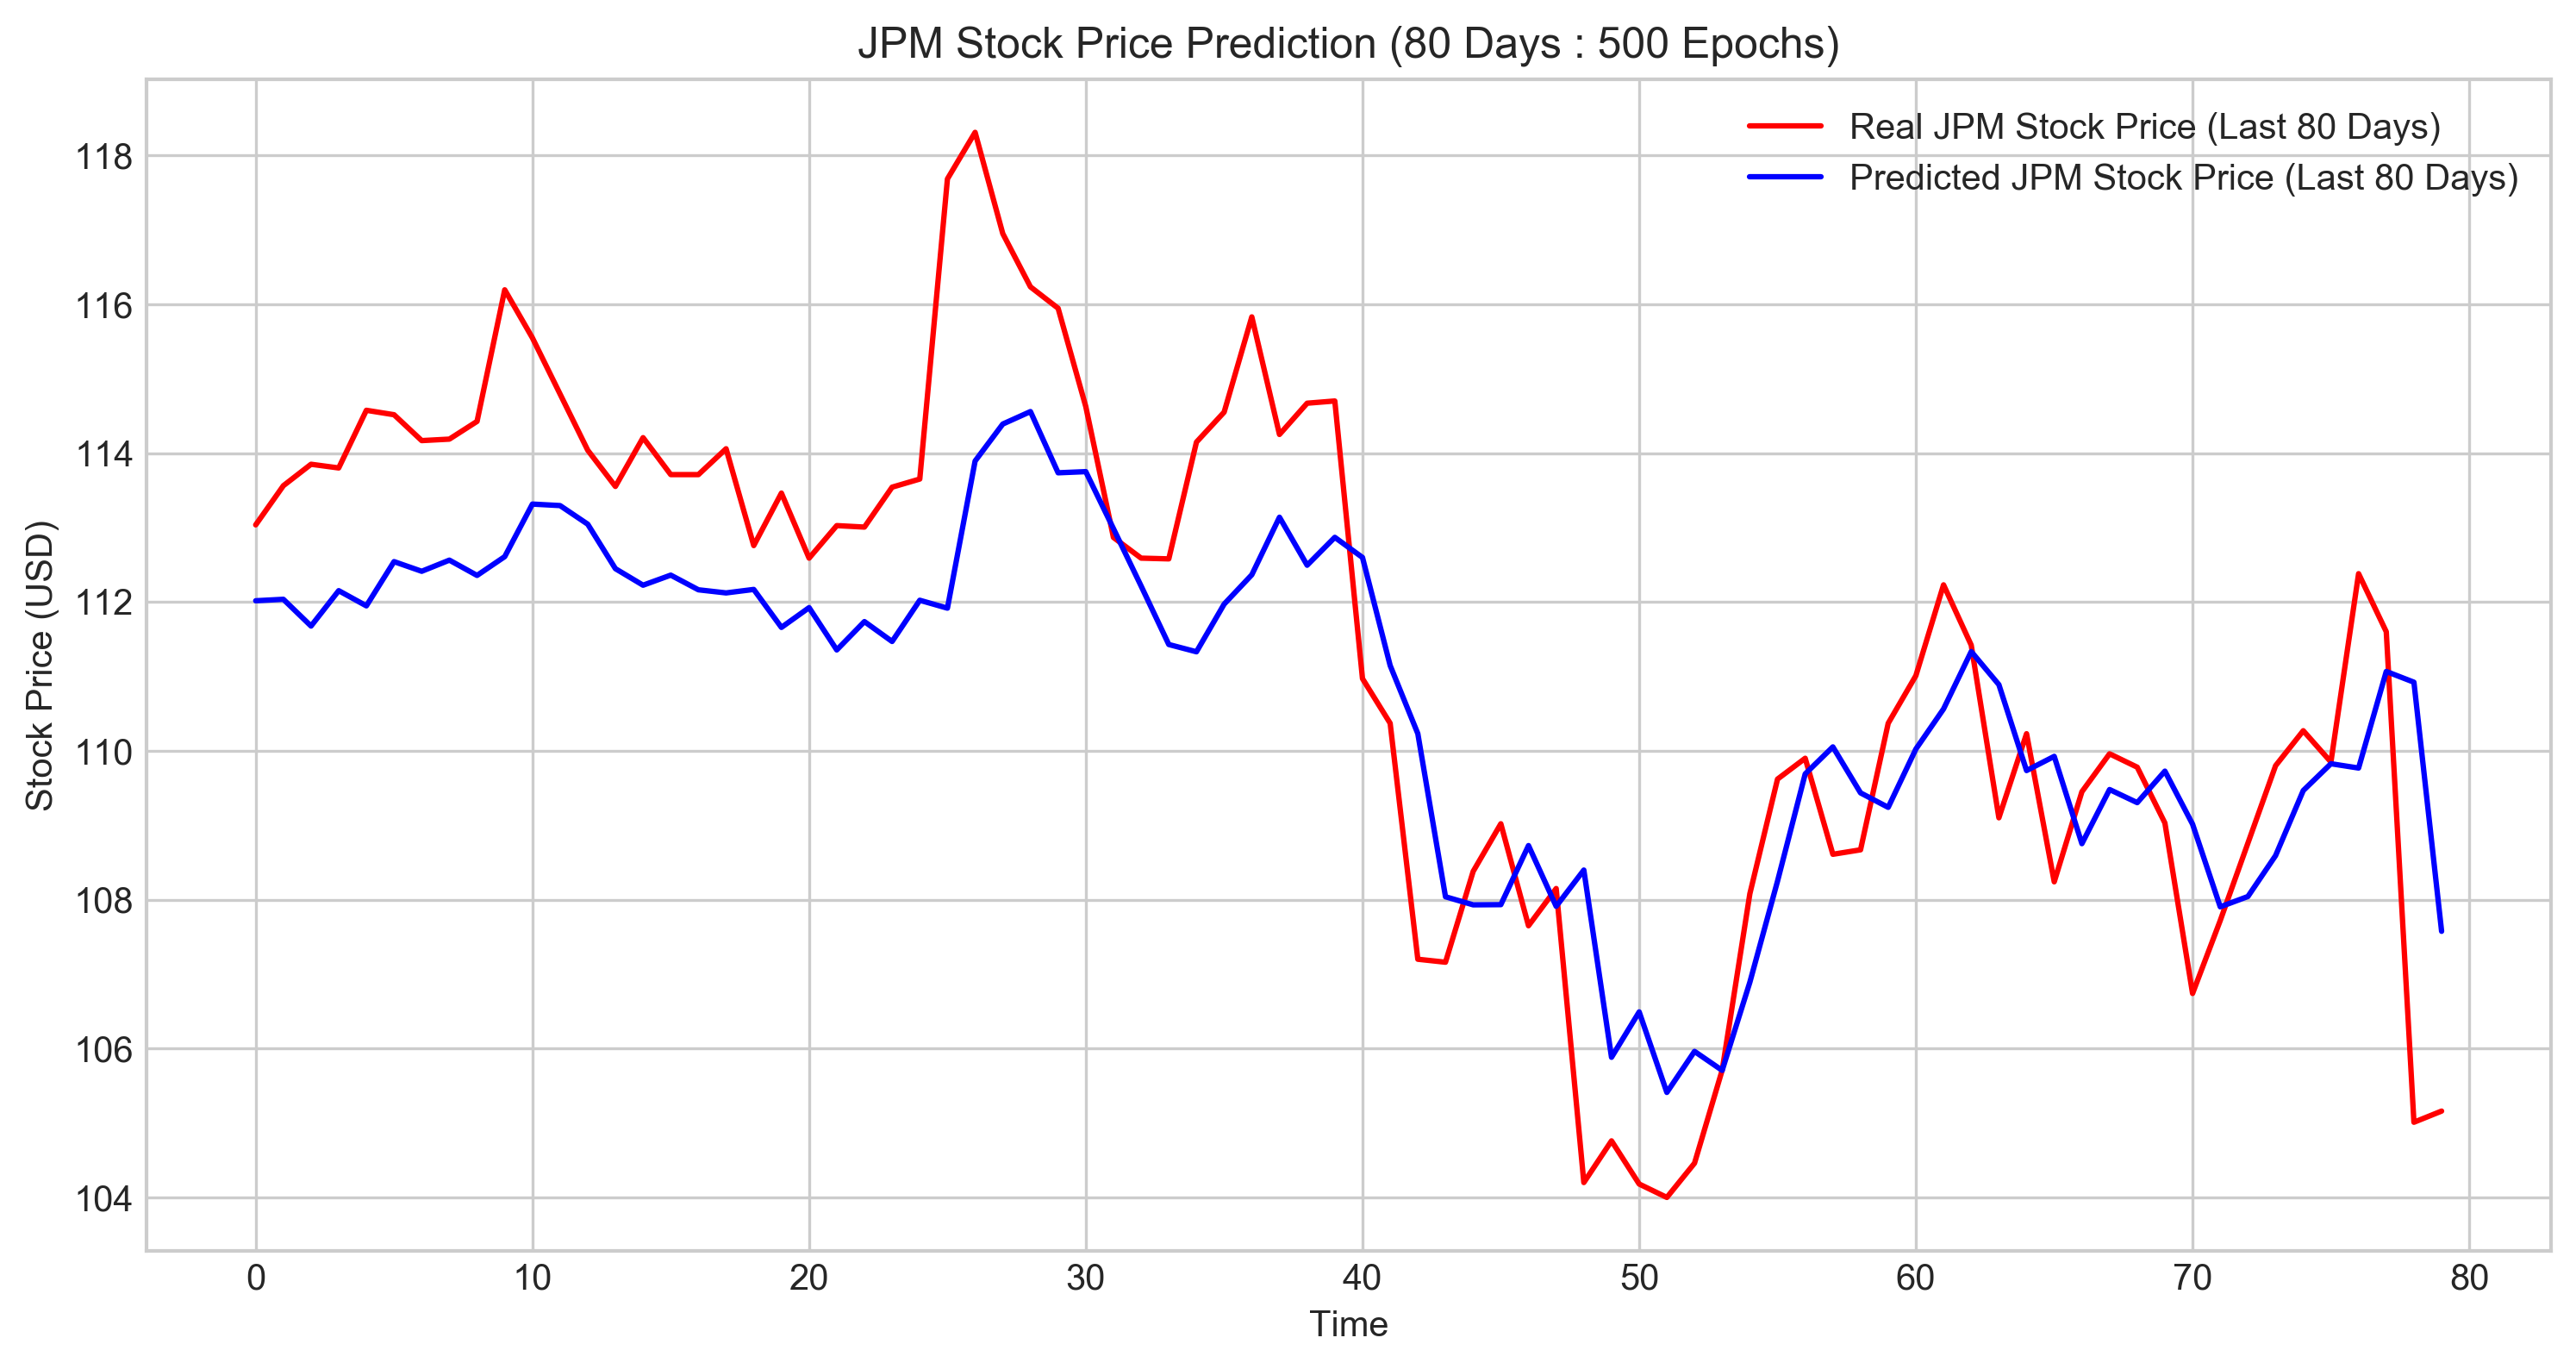 JPM Stock Price Prediction (80 Days : 500 Epochs)
Real JPM Stock Price (Last 80 Days)
Predicted JPM Stock Price (Last 80 Days)
Stock Price (USD)
118
116
114
112
110
108
106
104
0 10 20 30 40 50 60 70 80
Time